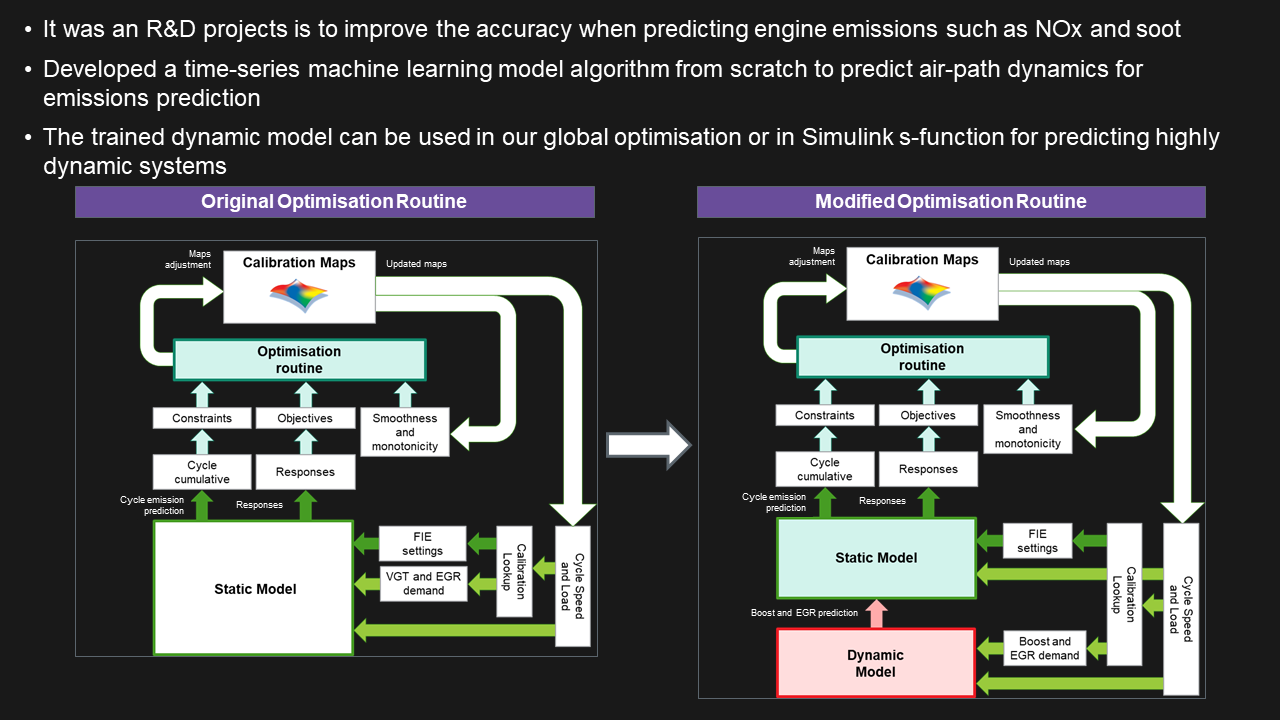 • It was an R&D projects is to improve the accuracy when predicting engine emissions such as NOx and soot
• Developed a time-series machine learning model algorithm from scratch to predict air-path dynamics for
emissions prediction
• The trained dynamic model can be used in our global optimisation or in Simulink s-function for predicting highly
dynamic systems
Original Optimisation Routine
Maps
adjustment
Calibration Maps
Updated maps
Optimisation
routine
Constraints
Objectives
Smoothness
and
monotonicity
Cycle
cumulative
Responses
Cycle emission
prediction
Responses
Static Model
FIE
settings
VGT and EGR
demand
Calibration
Lookup
Cycle Speed
and Load
Modified Optimisation Routine
Maps
adjustment
Calibration Maps
Updated maps
Optimisation
routine
Constraints
Objectives
Smoothness
and
monotonicity
Cycle
cumulative
Responses
Cycle emission
prediction
Responses
Static Model
FIE
settings
Calibration
Lookup
Cycle Speed
and Load
Boost and EGR prediction
Dynamic
Model
Boost and
EGR demand